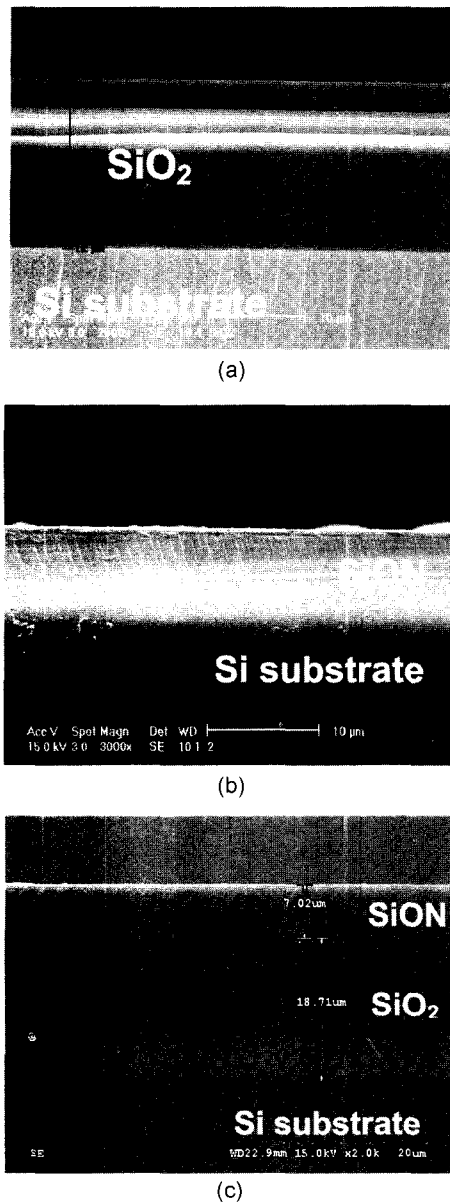 SiO₂
Si substrate
(a)
SiON
Si substrate
Acc V Spot Magn Det WD 10 µm
15.0 kV 3.0 3000x SE 10.1 2
(b)
7.02um
SiON
18.71um
SiO₂
Si substrate
SE WD22.9mm 15.0kV x2.0k 20um
(c)